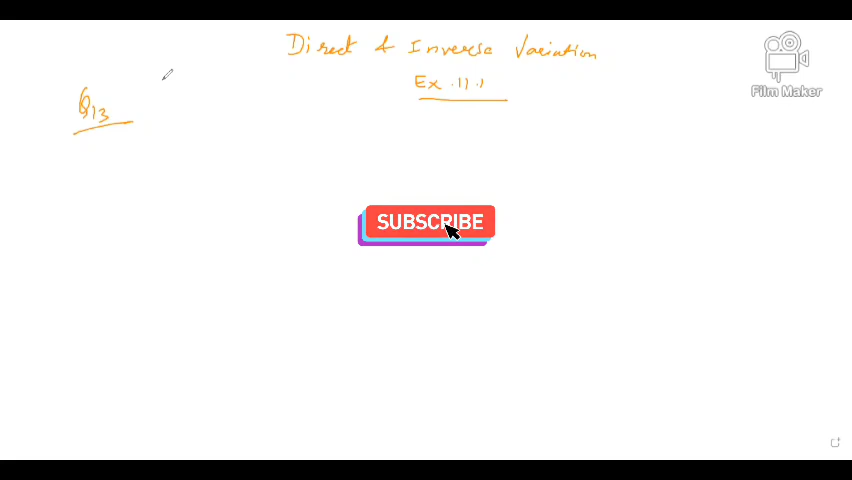 Direct & Inverse Variation
Ex.11.1
Q13
Film Maker
SUBSCRIBE